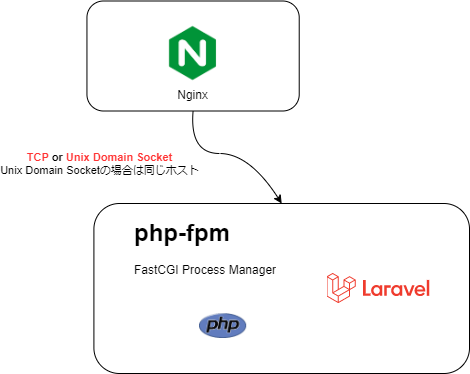 N
Nginx
TCP or Unix Domain Socket
Unix Domain Socketの場合は同じホスト
php-fpm
FastCGI Process Manager
Laravel
php